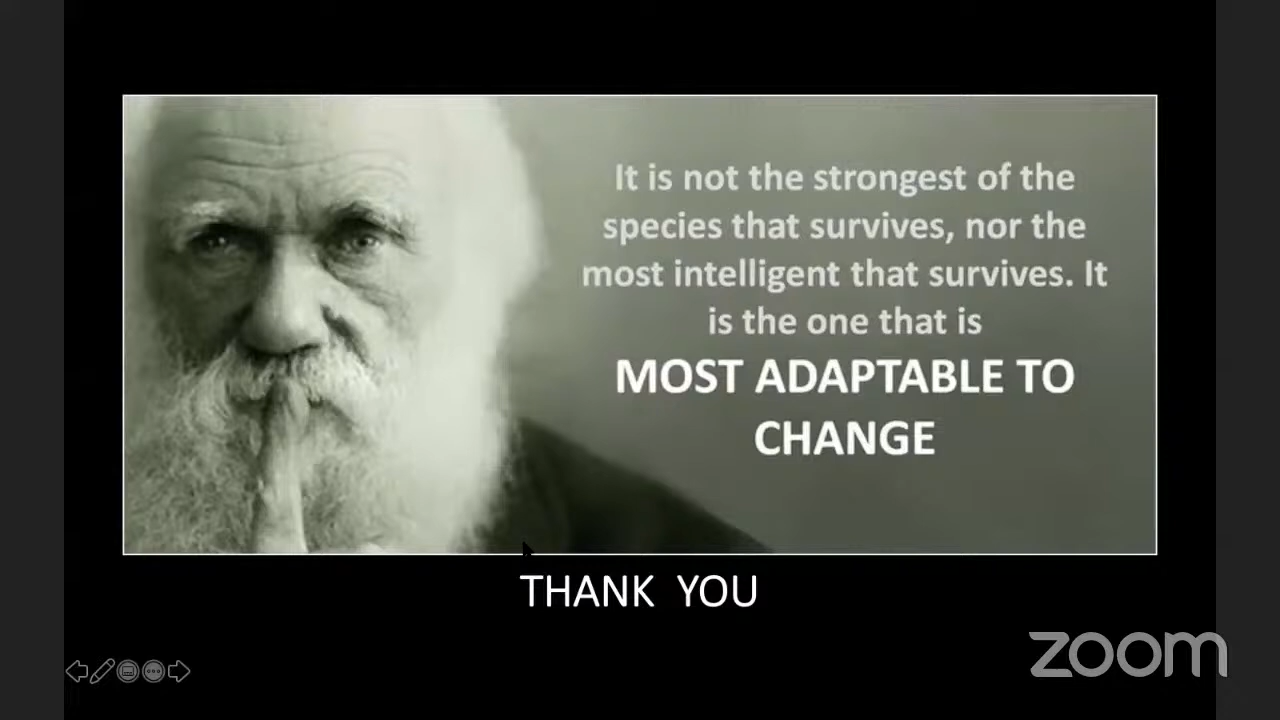 It is not the strongest of the
species that survives, nor the
most intelligent that survives. It
is the one that is
MOST ADAPTABLE TO
CHANGE
THANK YOU
zoom